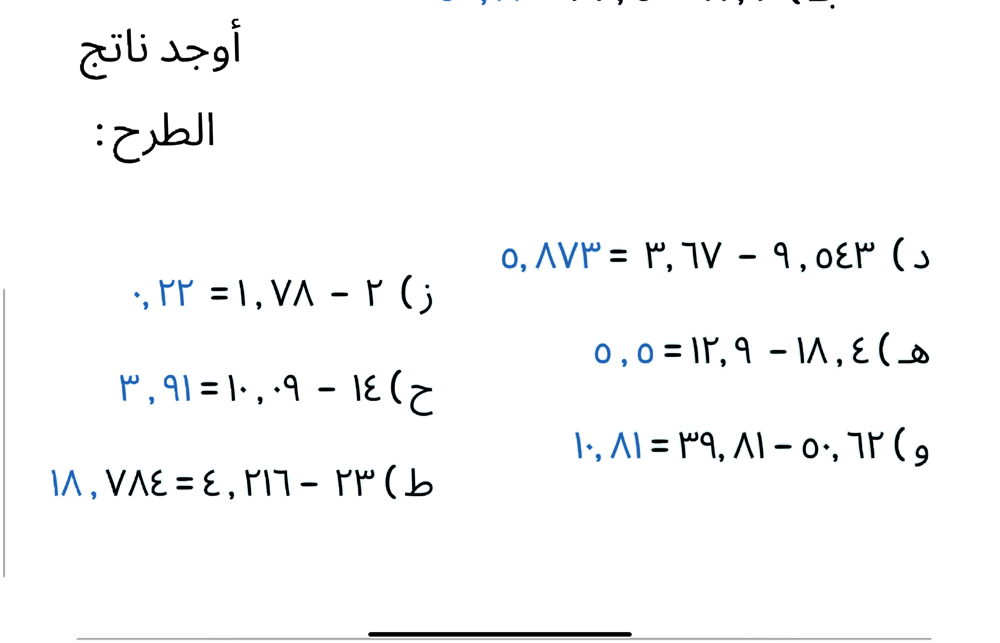 أوجد ناتج
الطرح:
د) ٩,٥٤٣ - ٣,٦٧ = ٥,٨٧٣
ز) ٢ - ١,٧٨ = ٠,٢٢
هـ) ١٨,٤ - ١٢,٩ = ٥,٥
ح) ١٤ - ١٠,٠٩ = ٣,٩١
و) ٥٠,٦٢ - ٣٩,٨١ = ١٠,٨١
ط) ٢٣ - ٤,٢١٦ = ١٨,٧٨٤